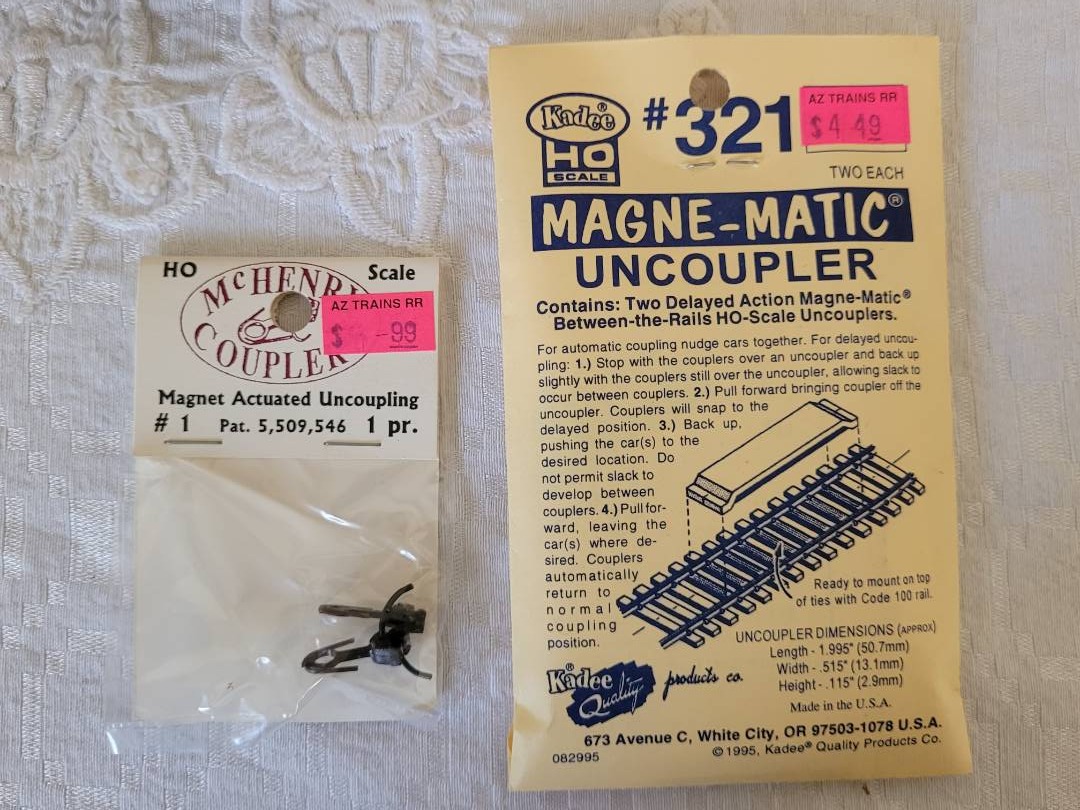 HO
Scale
McHENRY
COUPLER
AZ TRAINS RR
$ -99
Magnet Actuated Uncoupling
# 1 Pat. 5,509,546 1 pr.
Kadee®
HO
SCALE
#321
AZ TRAINS RR
$4.49
TWO EACH
MAGNE-MATIC®
UNCOUPLER
Contains: Two Delayed Action Magne-Matic®
Between-the-Rails HO-Scale Uncouplers.
For automatic coupling nudge cars together. For delayed uncou-
pling: 1.) Stop with the couplers over an uncoupler and back up
slightly with the couplers still over the uncoupler, allowing slack to
occur between couplers. 2.) Pull forward bringing coupler off the
uncoupler. Couplers will snap to the
delayed position. 3.) Back up,
pushing the car(s) to the
desired location. Do
not permit slack to
develop between
couplers. 4.) Pull for-
ward, leaving the
car(s) where de-
sired. Couplers
automatically
return to
normal
coupling
position.
Ready to mount on top
of ties with Code 100 rail.
UNCOUPLER DIMENSIONS (APPROX)
Length - 1.995" (50.7mm)
Width - .515" (13.1mm)
Height - .115" (2.9mm)
Made in the U.S.A.
Kadee®
Quality products co.
673 Avenue C, White City, OR 97503-1078 U.S.A.
082995
©1995, Kadee® Quality Products Co.